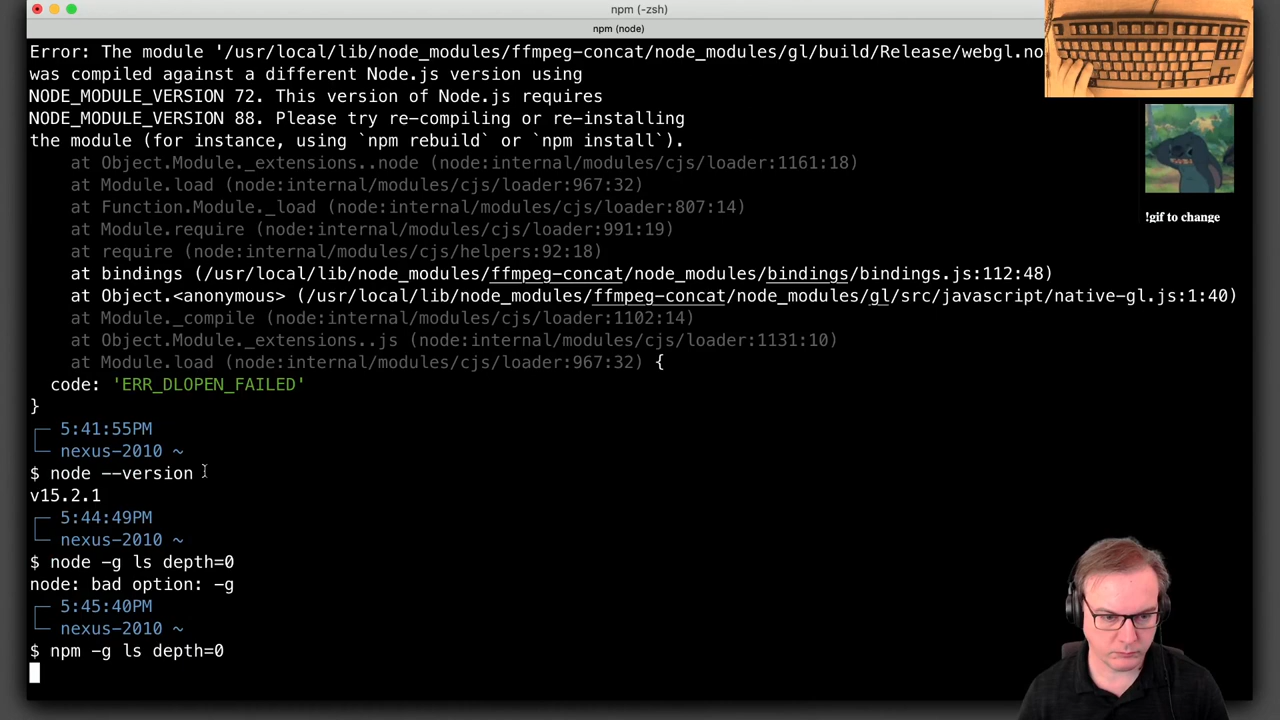 npm (-zsh)
npm (node)
Error: The module '/usr/local/lib/node_modules/ffmpeg-concat/node_modules/gl/build/Release/webgl.no
was compiled against a different Node.js version using
NODE_MODULE_VERSION 72. This version of Node.js requires
NODE_MODULE_VERSION 88. Please try re-compiling or re-installing
the module (for instance, using `npm rebuild` or `npm install`).
at Object.Module._extensions..node (node:internal/modules/cjs/loader:1161:18)
at Module.load (node:internal/modules/cjs/loader:967:32)
at Function.Module._load (node:internal/modules/cjs/loader:807:14)
at Module.require (node:internal/modules/cjs/loader:991:19)
at require (node:internal/modules/cjs/helpers:92:18)
at bindings (/usr/local/lib/node_modules/ffmpeg-concat/node_modules/bindings/bindings.js:112:48)
at Object.<anonymous> (/usr/local/lib/node_modules/ffmpeg-concat/node_modules/gl/src/javascript/native-gl.js:1:40)
at Module._compile (node:internal/modules/cjs/loader:1102:14)
at Object.Module._extensions..js (node:internal/modules/cjs/loader:1131:10)
at Module.load (node:internal/modules/cjs/loader:967:32) {
code: 'ERR_DLOPEN_FAILED'
}
5:41:55PM
nexus-2010 ~
$ node --version
v15.2.1
5:44:49PM
nexus-2010 ~
$ node -g ls depth=0
node: bad option: -g
5:45:40PM
nexus-2010 ~
$ npm -g ls depth=0
!gif to change